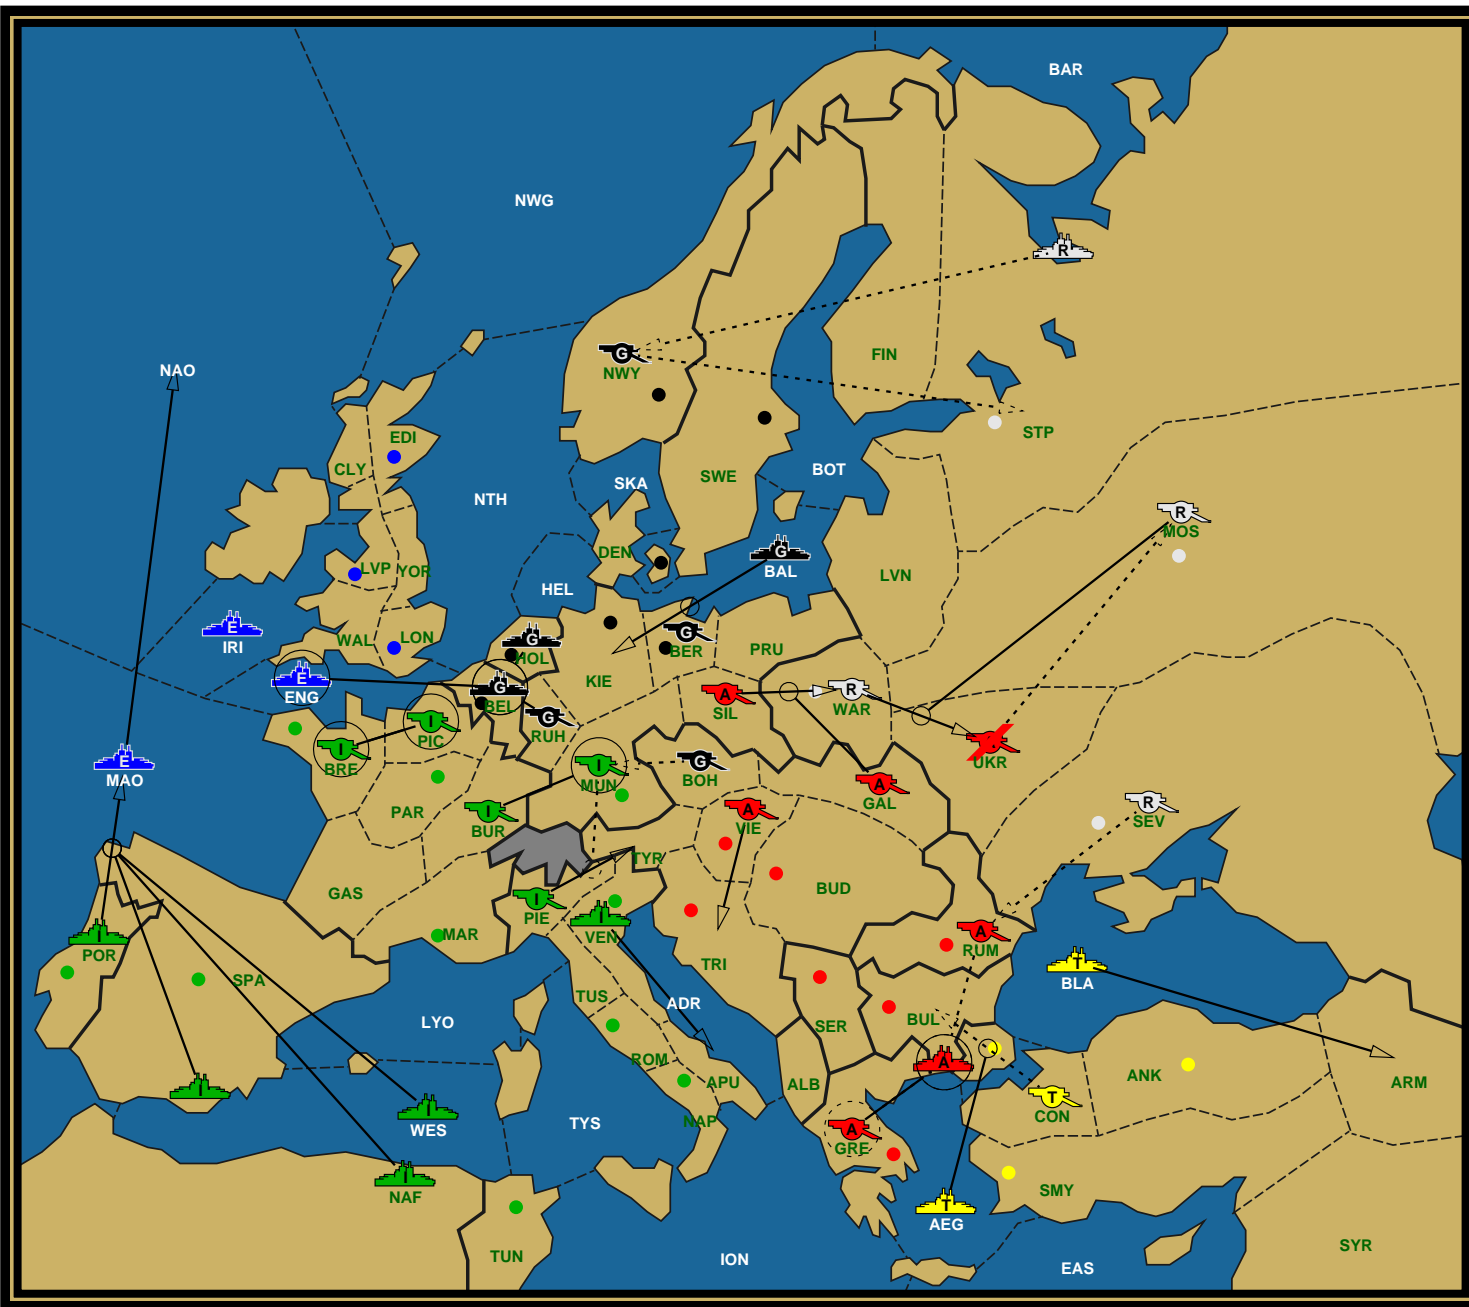 BAR
NWG
R
G
NWY
FIN
NAO
STP
EDI
CLY
SWE
BOT
SKA
NTH
R
MOS
DEN
G
BAL
LVP
YOR
LVN
HEL
E
IRI
WAL
LON
G
HOL
G
BER
PRU
E
ENG
G
BEL
KIE
A
SIL
R
WAR
I
PIC
G
RUH
I
BRE
UKR
E
MAO
I
MUN
G
BOH
A
GAL
R
SEV
PAR
I
BUR
A
VIE
TYR
BUD
GAS
I
PIE
I
VEN
MAR
I
POR
A
RUM
TRI
T
BLA
SPA
TUS
ADR
LYO
SER
BUL
ROM
A
APU
ALB
ANK
ARM
I
I
WES
TYS
NAP
T
CON
A
GRE
I
NAF
SMY
T
AEG
TUN
ION
EAS
SYR